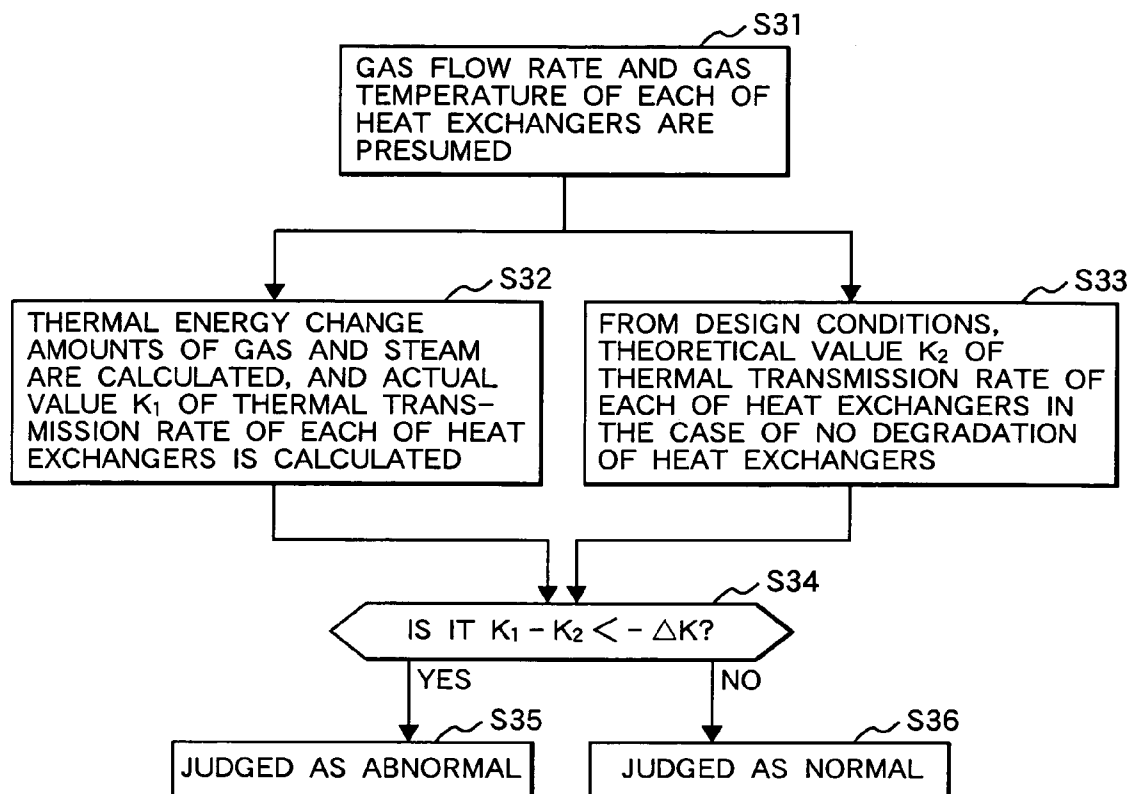 S31
GAS FLOW RATE AND GAS
TEMPERATURE OF EACH OF
HEAT EXCHANGERS ARE
PRESUMED
S32
THERMAL ENERGY CHANGE
AMOUNTS OF GAS AND STEAM
ARE CALCULATED, AND ACTUAL
VALUE K₁ OF THERMAL TRANS-
MISSION RATE OF EACH OF HEAT
EXCHANGERS IS CALCULATED
S33
FROM DESIGN CONDITIONS,
THEORETICAL VALUE K₂ OF
THERMAL TRANSMISSION RATE OF
EACH OF HEAT EXCHANGERS IN
THE CASE OF NO DEGRADATION
OF HEAT EXCHANGERS
S34
IS IT K₁ - K₂ < - △K?
YES
NO
S35
JUDGED AS ABNORMAL
S36
JUDGED AS NORMAL